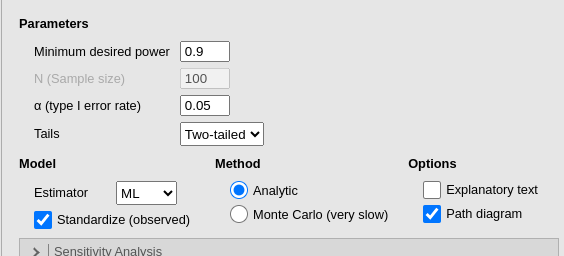 Parameters
Minimum desired power 0.9
N (Sample size) 100
α (type I error rate) 0.05
Tails Two-tailed
Model Method Options
Estimator ML Analytic Explanatory text
Standardize (observed) Monte Carlo (very slow) Path diagram
Sensitivity Analysis